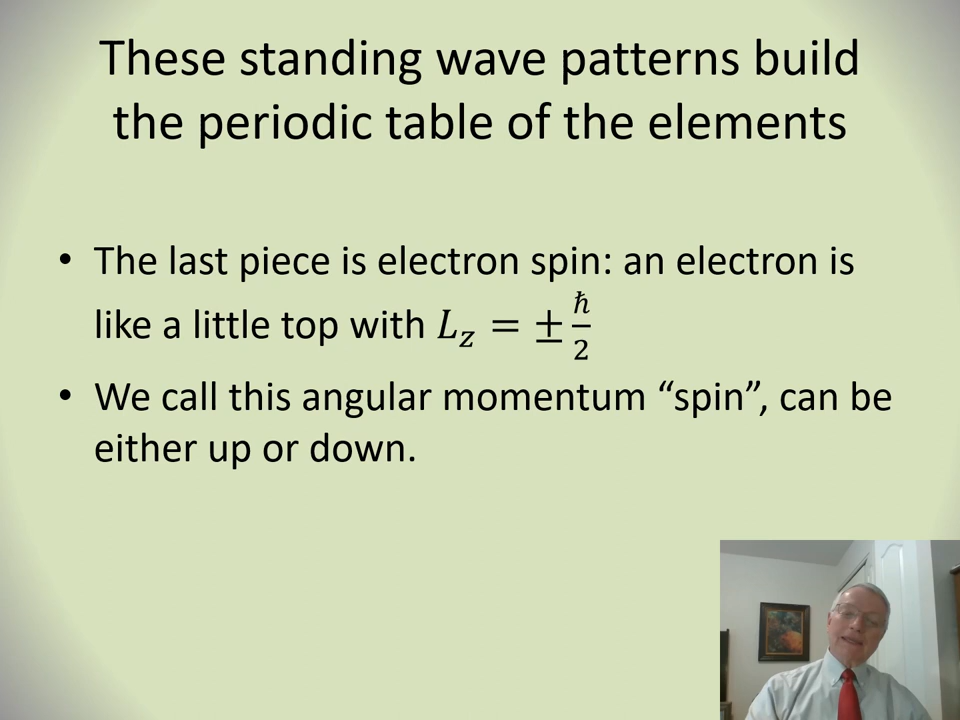 These standing wave patterns build
the periodic table of the elements
• The last piece is electron spin: an electron is
like a little top with 𝐿𝑧 = ± ℏ/2
• We call this angular momentum “spin”, can be
either up or down.